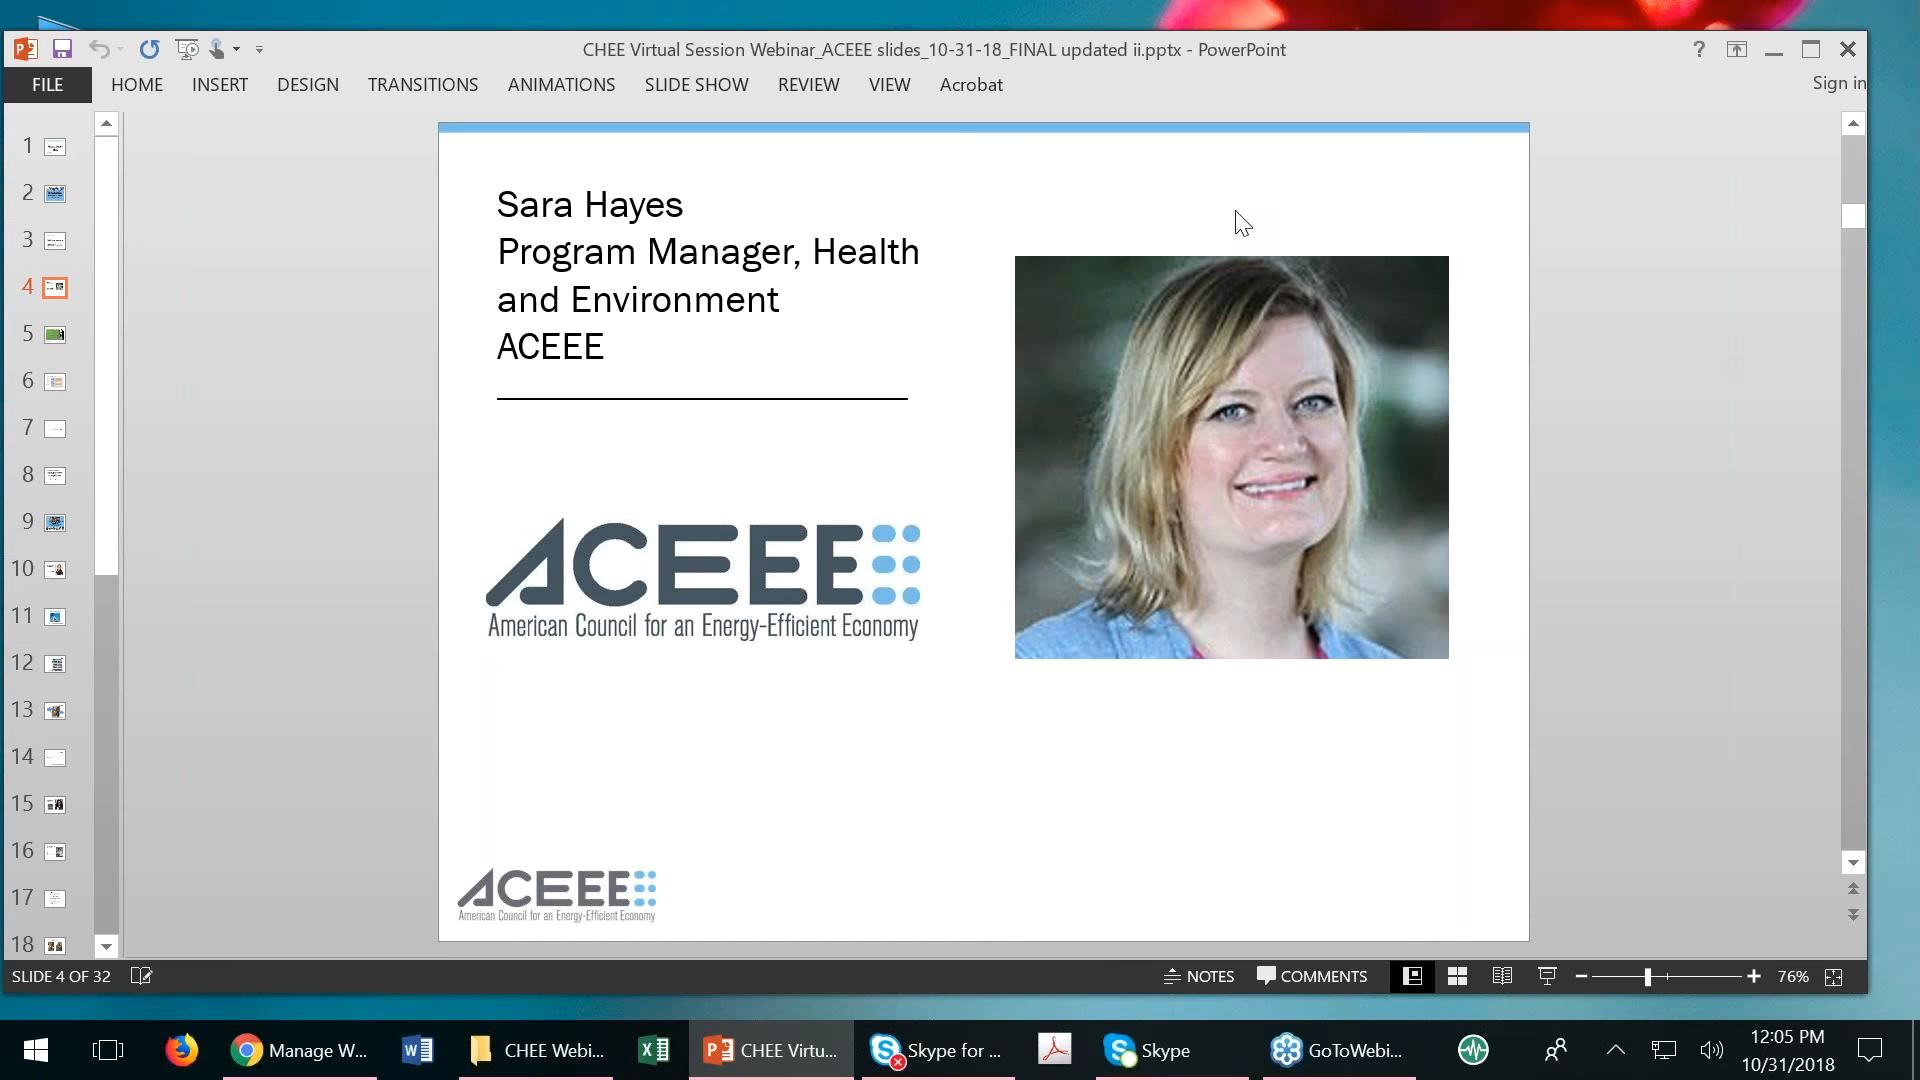 CHEE Virtual Session Webinar_ACEEE slides_10-31-18_FINAL updated ii.pptx - PowerPoint
?
FILE HOME INSERT DESIGN TRANSITIONS ANIMATIONS SLIDE SHOW REVIEW VIEW Acrobat
Sign in
1
2
3
4
5
6
7
8
9
10
11
12
13
14
15
16
17
18
Sara Hayes
Program Manager, Health
and Environment
ACEEE
ACEEE
American Council for an Energy-Efficient Economy
ACEEE
American Council for an Energy-Efficient Economy
SLIDE 4 OF 32
NOTES COMMENTS 76%
Manage W... CHEE Webi... CHEE Virtu... Skype for ... Skype GoToWebi...
12:05 PM
10/31/2018